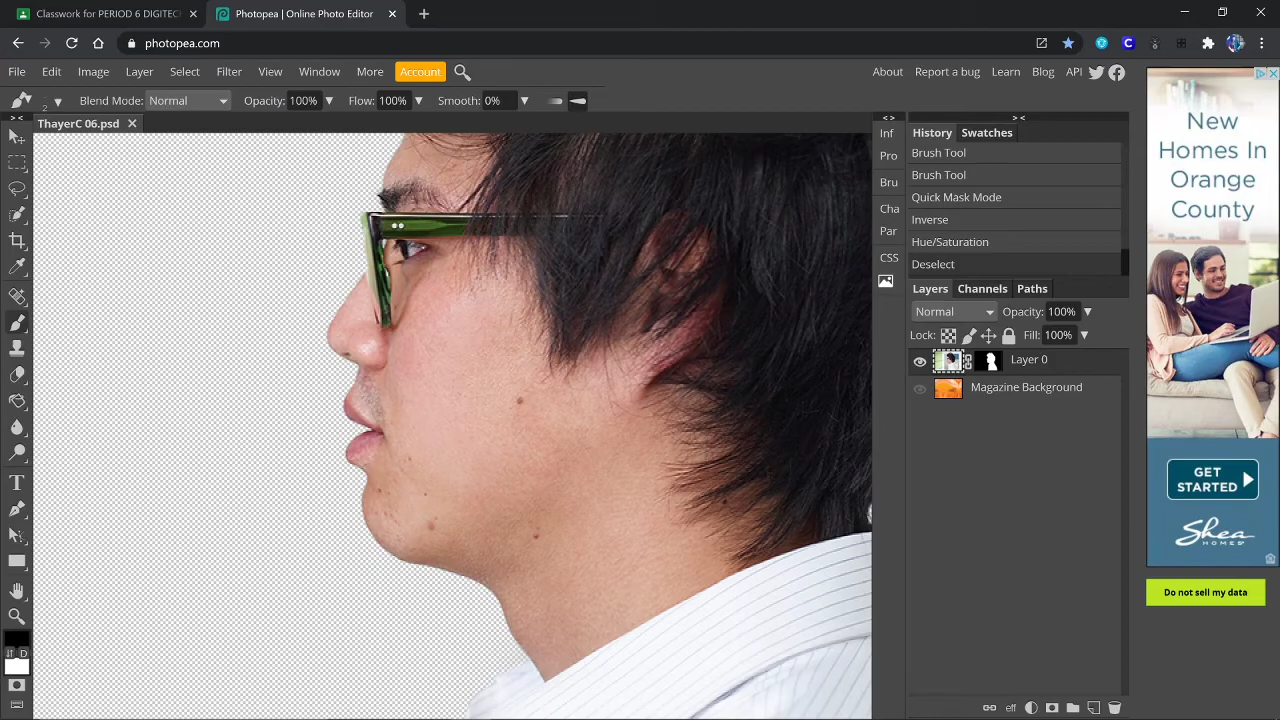 Classwork for PERIOD 6 DIGITECH
Photopea | Online Photo Editor
photopea.com
File Edit Image Layer Select Filter View Window More Account
About Report a bug Learn Blog API
2 Blend Mode: Normal Opacity: 100% Flow: 100% Smooth: 0%
ThayerC 06.psd
Inf
Pro
Bru
Cha
Par
CSS
History Swatches
Brush Tool
Brush Tool
Quick Mask Mode
Inverse
Hue/Saturation
Deselect
Layers Channels Paths
Normal Opacity: 100%
Lock: Fill: 100%
Layer 0
Magazine Background
D
eff
New
Homes In
Orange
County
GET
STARTED
Shea
HOMES
Do not sell my data